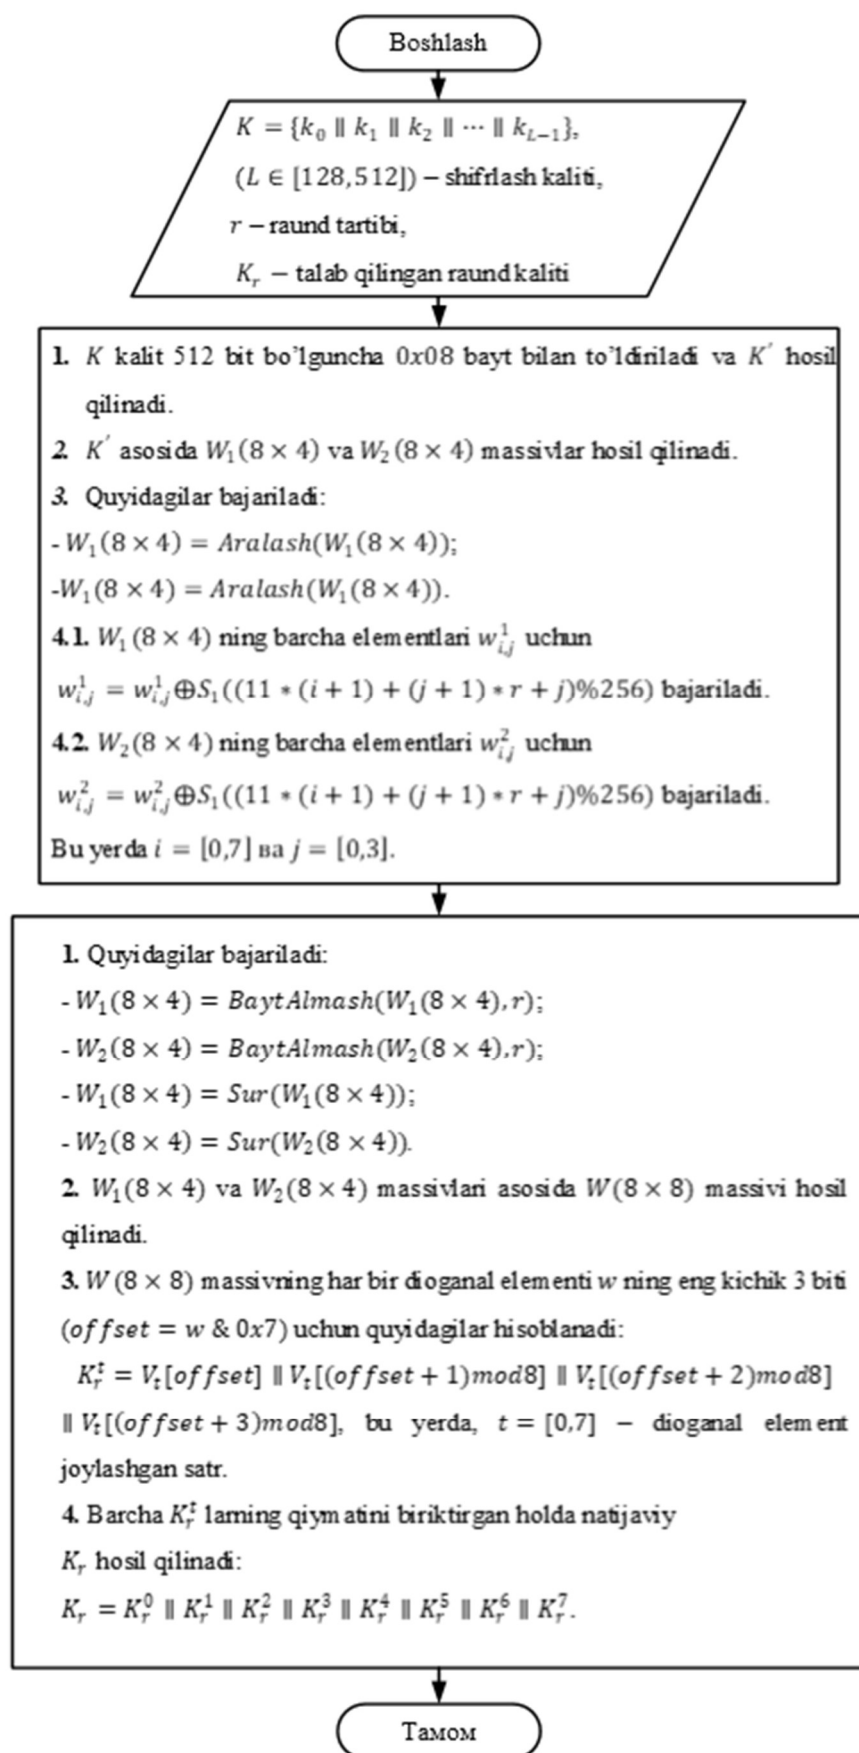 Boshlash
K = {k₀ ∥ k₁ ∥ k₂ ∥ ⋯ ∥ k_{L−1}},
(L ∈ [128,512]) – shifrlash kaliti,
r – raund tartibi,
K_r – talab qilingan raund kaliti
1. K kalit 512 bit bo'lguncha 0x08 bayt bilan to'ldiriladi va K′ hosil
qilinadi.
2. K′ asosida W₁(8 × 4) va W₂(8 × 4) massivlar hosil qilinadi.
3. Quyidagilar bajariladi:
- W₁(8 × 4) = Aralash(W₁(8 × 4));
-W₁(8 × 4) = Aralash(W₁(8 × 4)).
4.1. W₁(8 × 4) ning barcha elementlari w¹_{i,j} uchun
w¹_{i,j} = w¹_{i,j}⊕S₁((11 * (i + 1) + (j + 1) * r + j)%256) bajariladi.
4.2. W₂(8 × 4) ning barcha elementlari w²_{i,j} uchun
w²_{i,j} = w²_{i,j}⊕S₁((11 * (i + 1) + (j + 1) * r + j)%256) bajariladi.
Bu yerda i = [0,7] ва j = [0,3].
1. Quyidagilar bajariladi:
- W₁(8 × 4) = BaytAlmash(W₁(8 × 4),r);
- W₂(8 × 4) = BaytAlmash(W₂(8 × 4),r);
- W₁(8 × 4) = Sur(W₁(8 × 4));
- W₂(8 × 4) = Sur(W₂(8 × 4)).
2. W₁(8 × 4) va W₂(8 × 4) massivlari asosida W(8 × 8) massivi hosil
qilinadi.
3. W(8 × 8) massivning har bir dioganal elementi w ning eng kichik 3 biti
(offset = w & 0x7) uchun quyidagilar hisoblanadi:
K_r^t = V_t[offset] ∥ V_t[(offset + 1)mod8] ∥ V_t[(offset + 2)mod8]
∥ V_t[(offset + 3)mod8], bu yerda, t = [0,7] – dioganal element
joylashgan satr.
4. Barcha K_r^t larning qiymatini biriktirgan holda natijaviy
K_r hosil qilinadi:
K_r = K_r^0 ∥ K_r^1 ∥ K_r^2 ∥ K_r^3 ∥ K_r^4 ∥ K_r^5 ∥ K_r^6 ∥ K_r^7.
Тамом